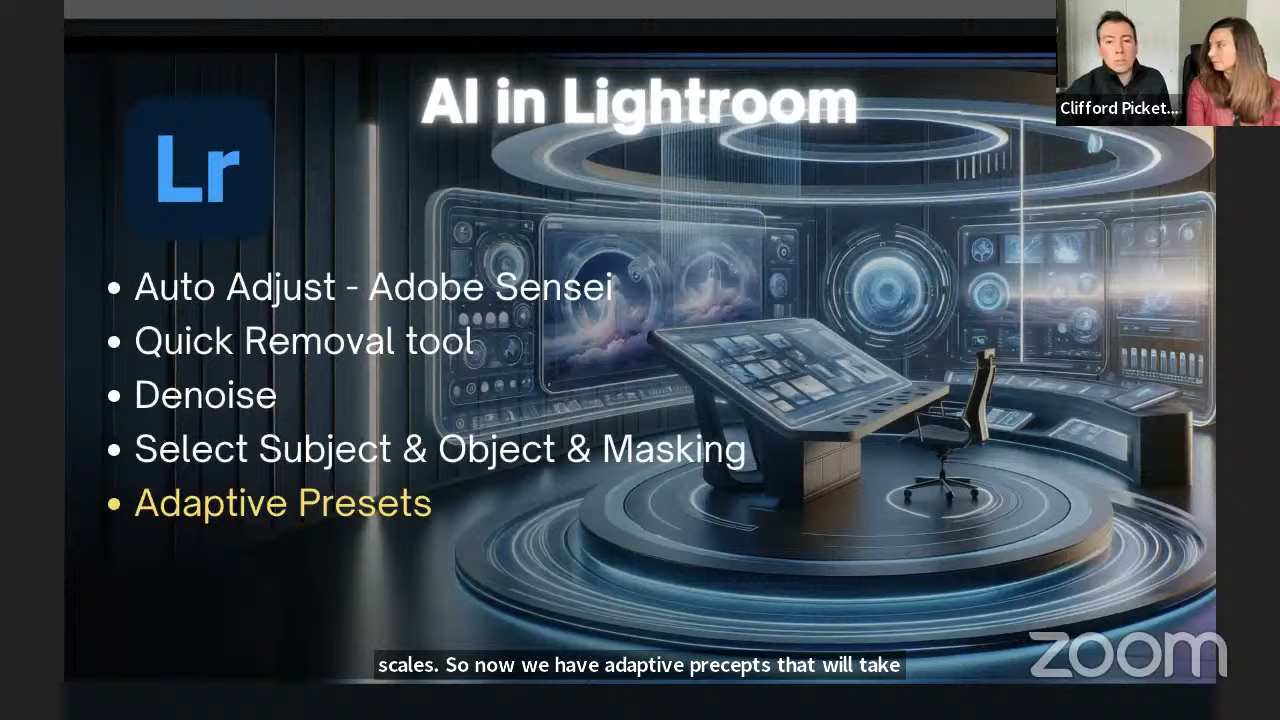 AI in Lightroom
Clifford Picket...
Lr
• Auto Adjust - Adobe Sensei
• Quick Removal tool
• Denoise
• Select Subject & Object & Masking
• Adaptive Presets
scales. So now we have adaptive precepts that will take
zoom